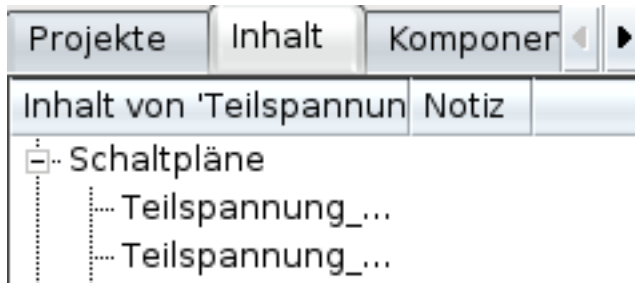 Projekte Inhalt Komponen
Inhalt von 'Teilspannun Notiz
Schaltpläne
Teilspannung_...
Teilspannung_...